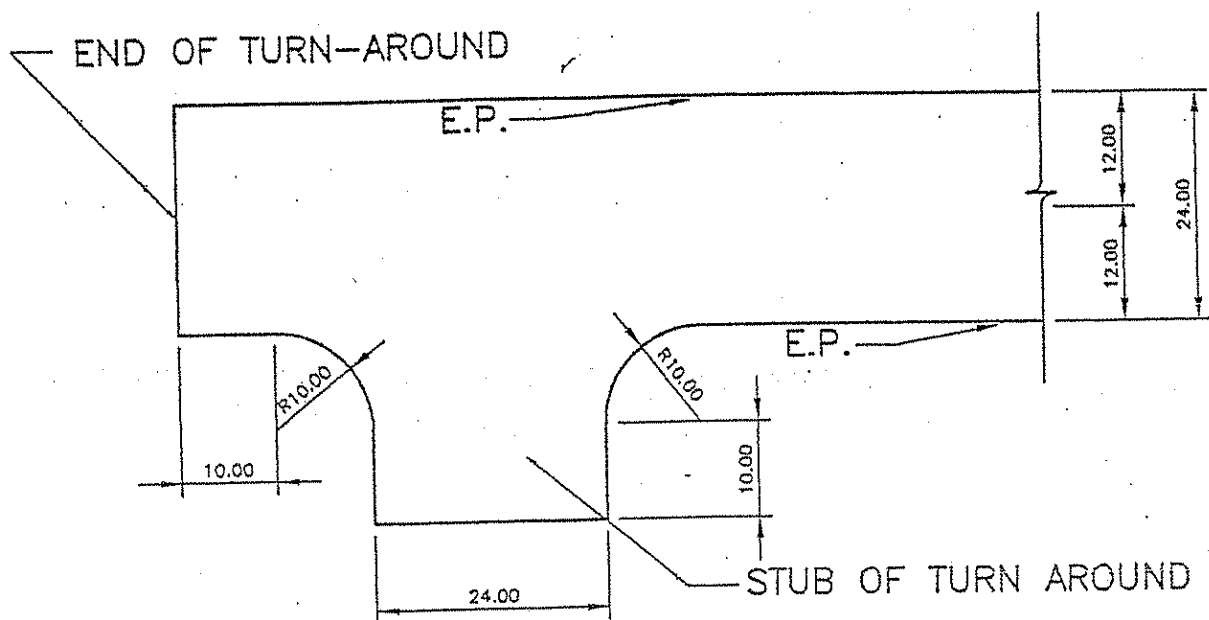 END OF TURN-AROUND
E.P.
12.00
24.00
12.00
E.P.
R10.00
R10.00
10.00
10.00
STUB OF TURN AROUND
24.00